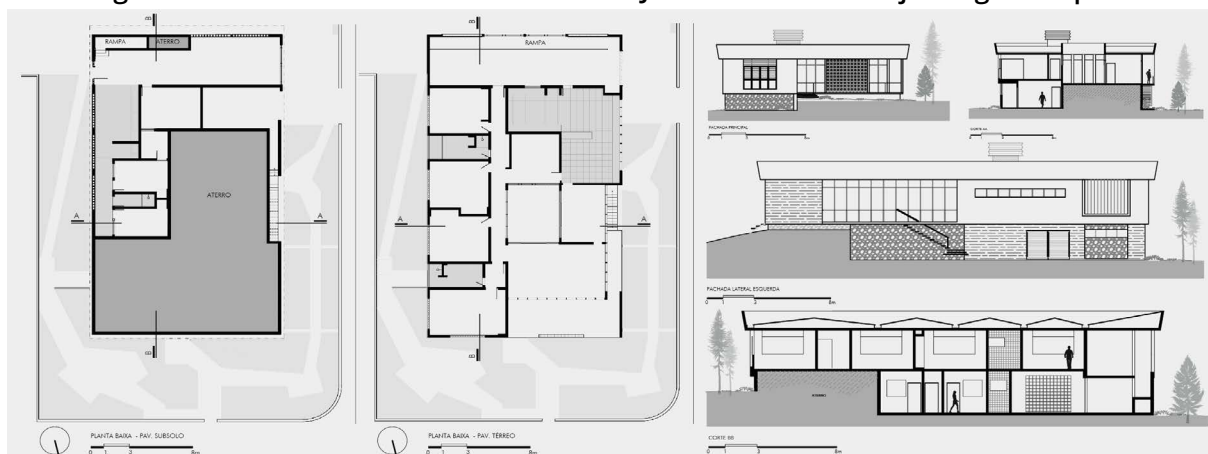 RAMPA
ATERRO
ATERRO
A
A
B
B
PLANTA BAIXA - PAV. SUBSOLO
0 1 3 8m
RAMPA
A
A
B
B
PLANTA BAIXA - PAV. TÉRREO
0 1 3 8m
FACHADA PRINCIPAL
CORTE AA
FACHADA LATERAL ESQUERDA
0 1 3 8m
CORTE BB
0 1 3 8m